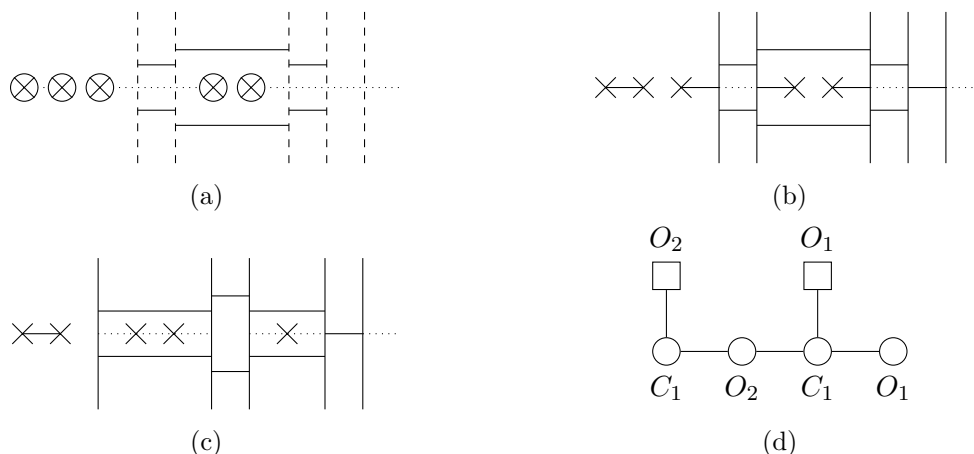 (a)
(b)
O₂ O₁
C₁ O₂ C₁ O₁
(c)
(d)